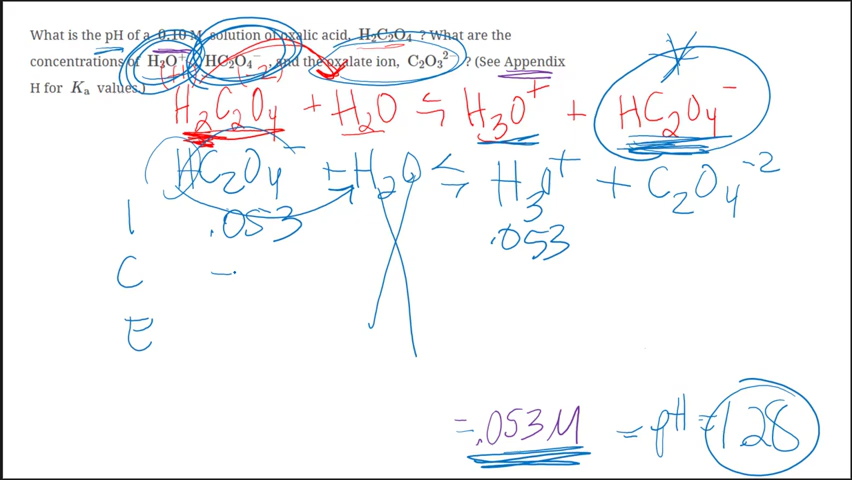 What is the pH of a 0.10 M solution of oxalic acid, H₂C₂O₄ ? What are the
concentrations of H₃O⁺, HC₂O₄⁻, and the oxalate ion, C₂O₃²⁻ ? (See Appendix
H for Kₐ values.)
H₂C₂O₄ + H₂O ⇋ H₃O⁺ + HC₂O₄⁻
HC₂O₄⁻ + H₂O ⇋ H₃O⁺ + C₂O₄⁻²
I .053 .053
C -
E
= .053 M = pH = 1.28